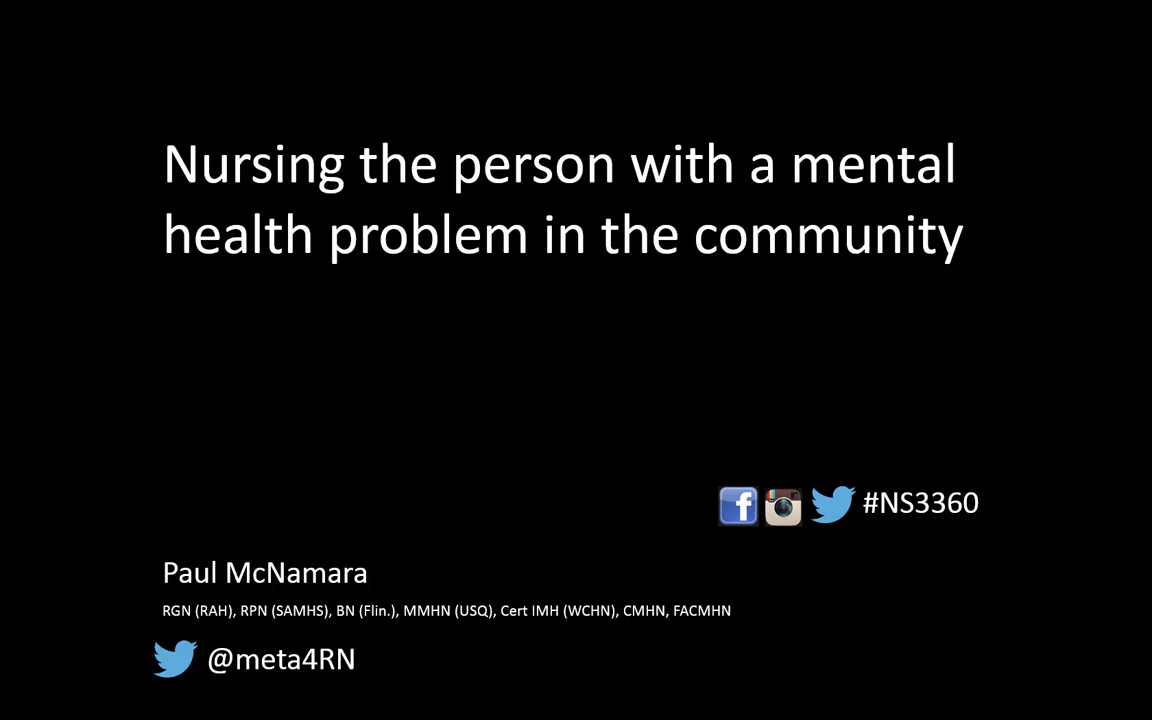 Nursing the person with a mental
health problem in the community
#NS3360
Paul McNamara
RGN (RAH), RPN (SAMHS), BN (Flin.), MMHN (USQ), Cert IMH (WCHN), CMHN, FACMHN
@meta4RN